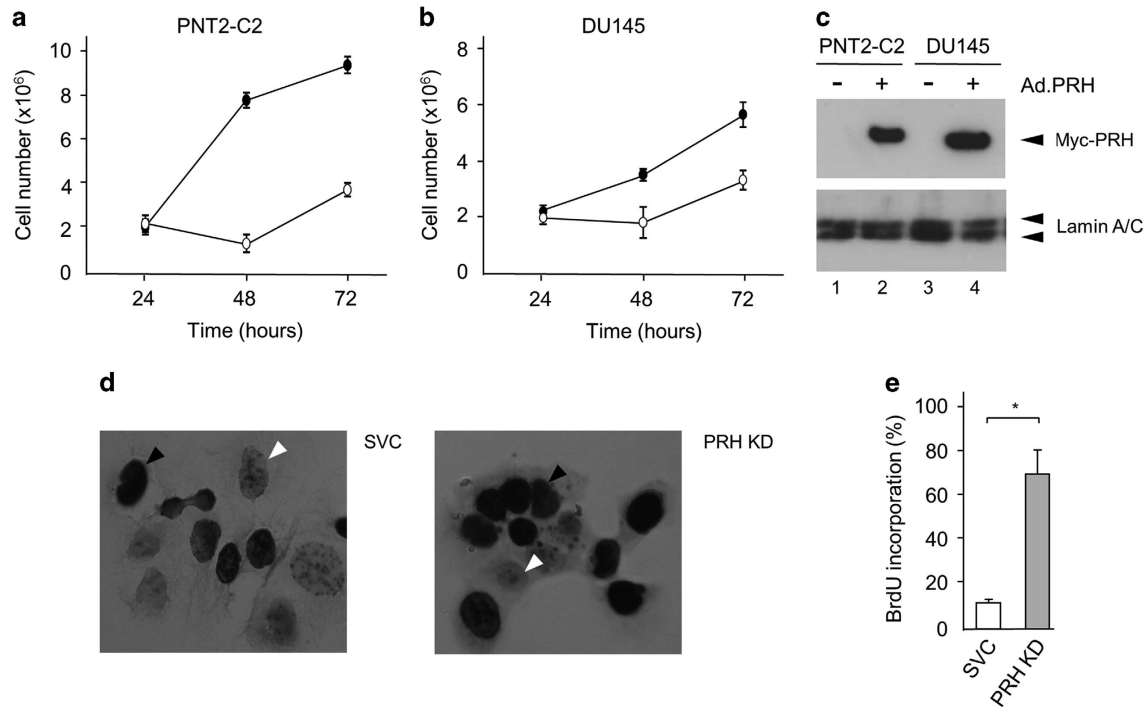 a
PNT2-C2
Cell number (x10⁶)
10
8
6
4
2
0
24 48 72
Time (hours)
b
DU145
Cell number (x10⁶)
8
6
4
2
0
24 48 72
Time (hours)
c
PNT2-C2 DU145
- + - + Ad.PRH
Myc-PRH
Lamin A/C
1 2 3 4
d
SVC
PRH KD
e
BrdU incorporation (%)
100
80
60
40
20
0
*
SVC
PRH KD